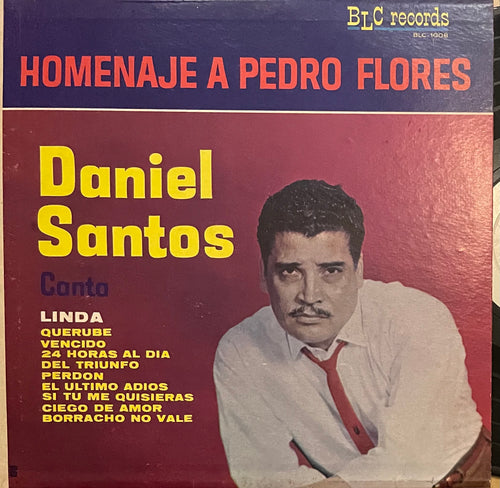 BLC records
BLC-1008
HOMENAJE A PEDRO FLORES
Daniel
Santos
Canta
LINDA
QUERUBE
VENCIDO
24 HORAS AL DIA
DEL TRIUNFO
PERDON
EL ULTIMO ADIOS
SI TU ME QUISIERAS
CIEGO DE AMOR
BORRACHO NO VALE